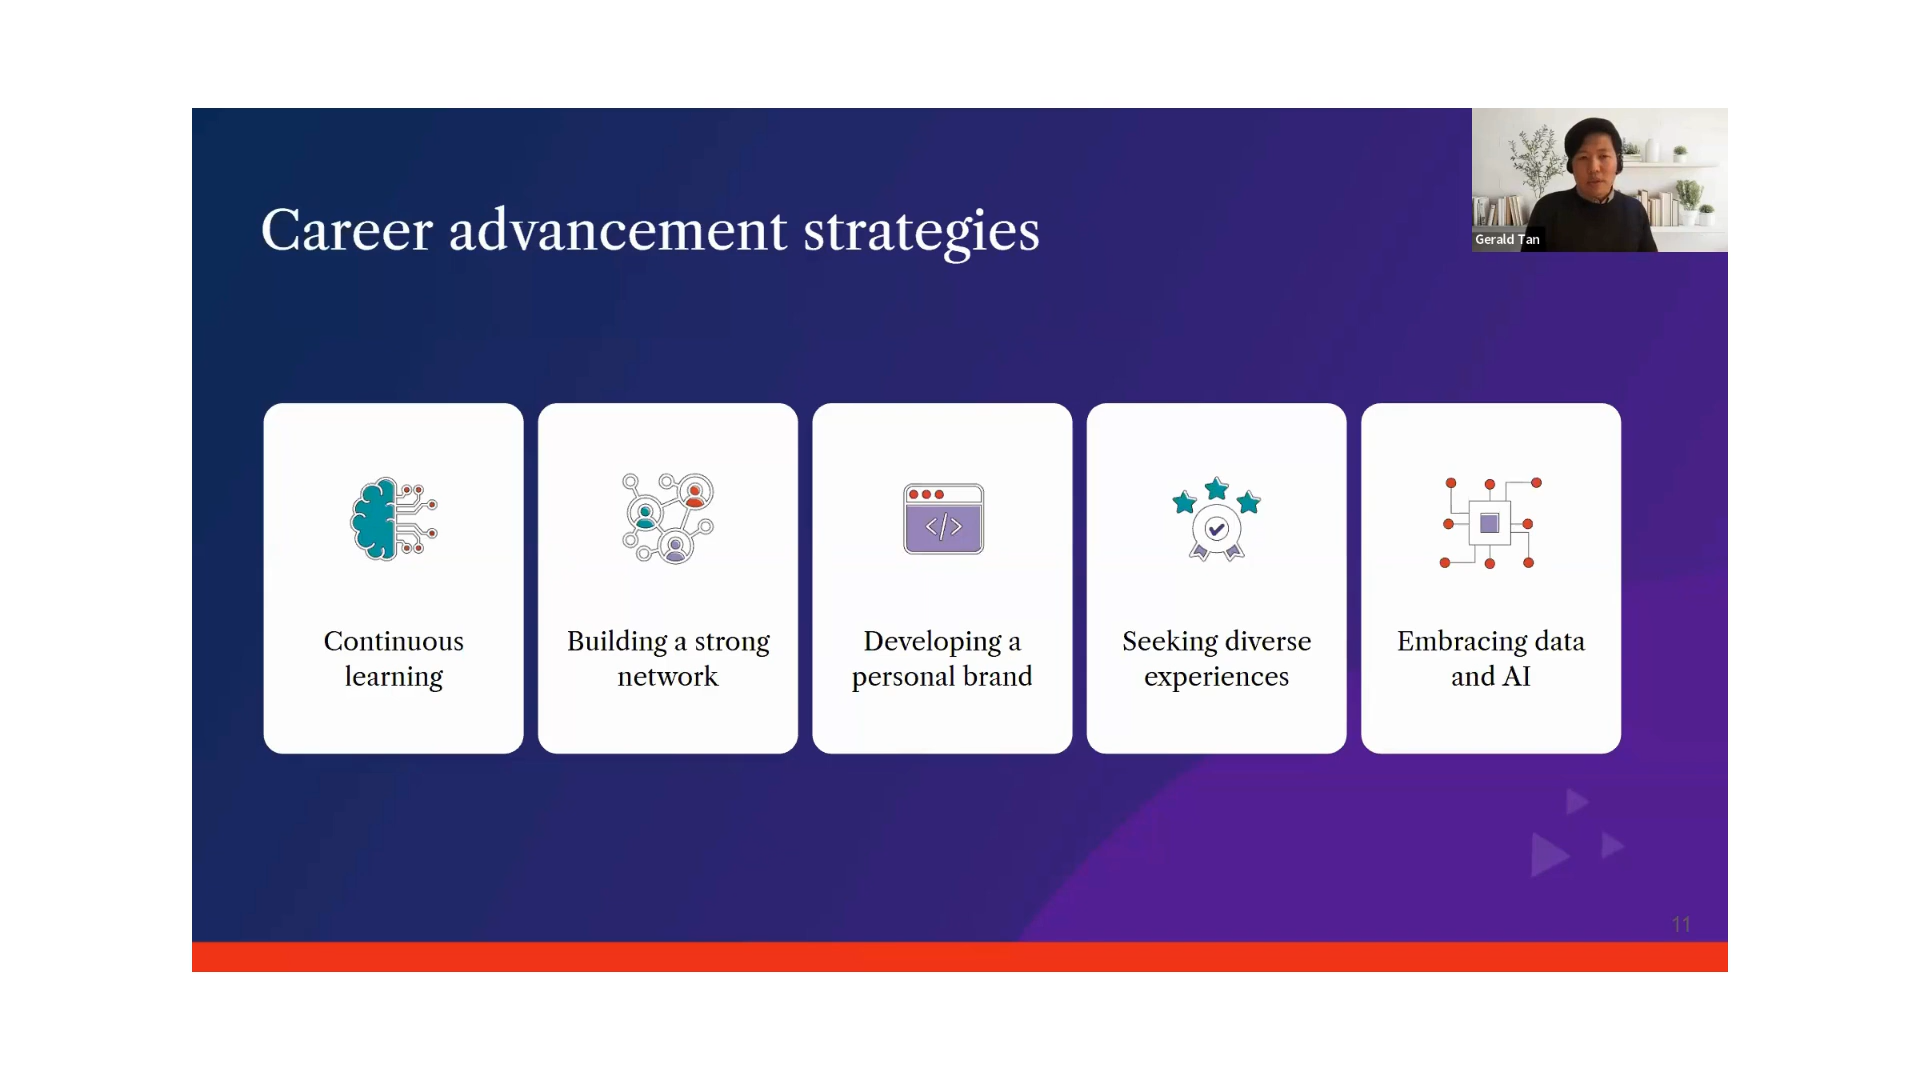 Career advancement strategies
Gerald Tan
Continuous
learning
Building a strong
network
</>
Developing a
personal brand
Seeking diverse
experiences
Embracing data
and AI
11